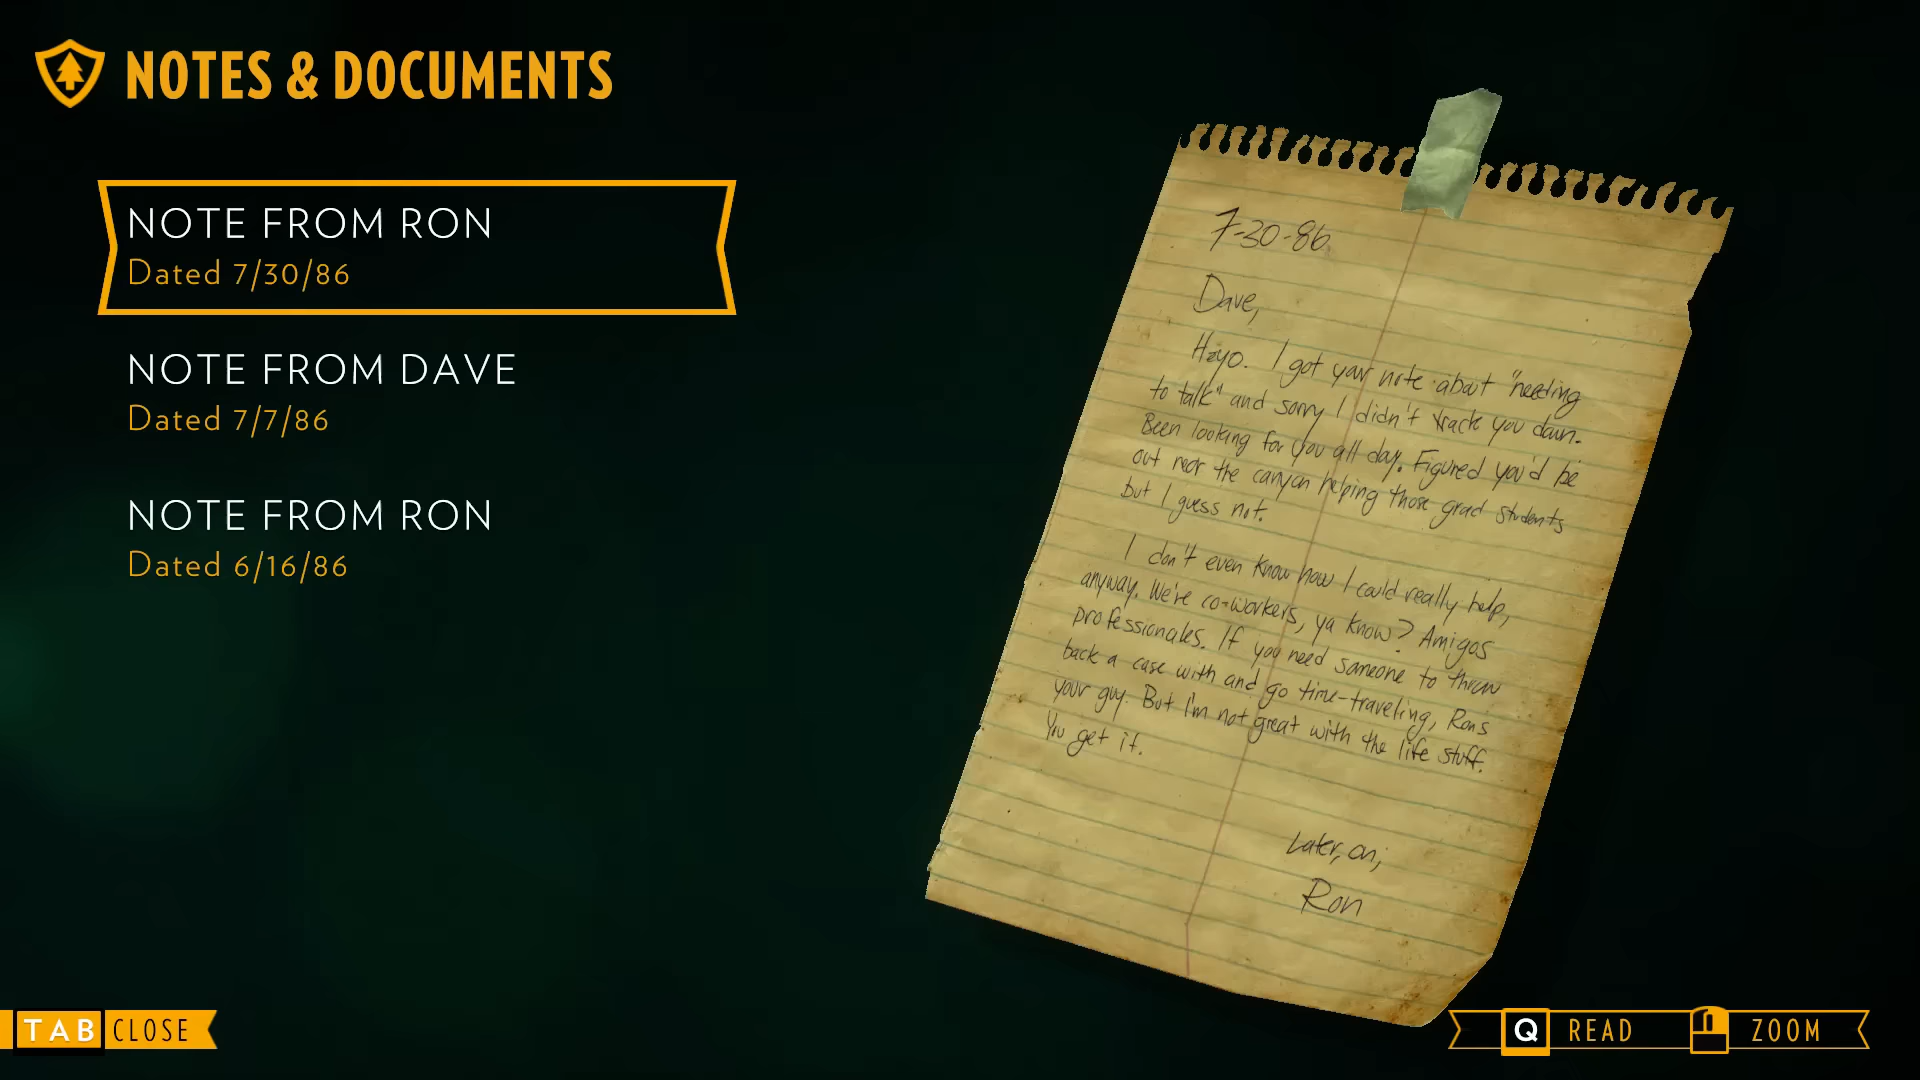 NOTES & DOCUMENTS
NOTE FROM RON
Dated 7/30/86
NOTE FROM DAVE
Dated 7/7/86
NOTE FROM RON
Dated 6/16/86
7-30-86
Dave,
Hayo. I got your note about "needing
to talk" and sorry I didn't track you down.
Been looking for you all day. Figured you'd be
out near the canyon helping those grad students
but I guess not.
I don't even know how I could really help,
anyway. We're co-workers, ya know? Amigos
professionales. If you need someone to throw
back a case with and go time-traveling, Ron's
your guy. But I'm not great with the life stuff.
You get it.
Later, on,
Ron
TAB CLOSE
Q READ ZOOM